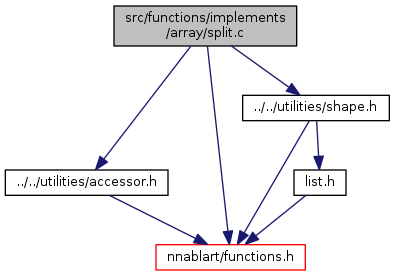 src/functions/implements
/array/split.c
../../utilities/shape.h
../../utilities/accessor.h
list.h
nnablart/functions.h